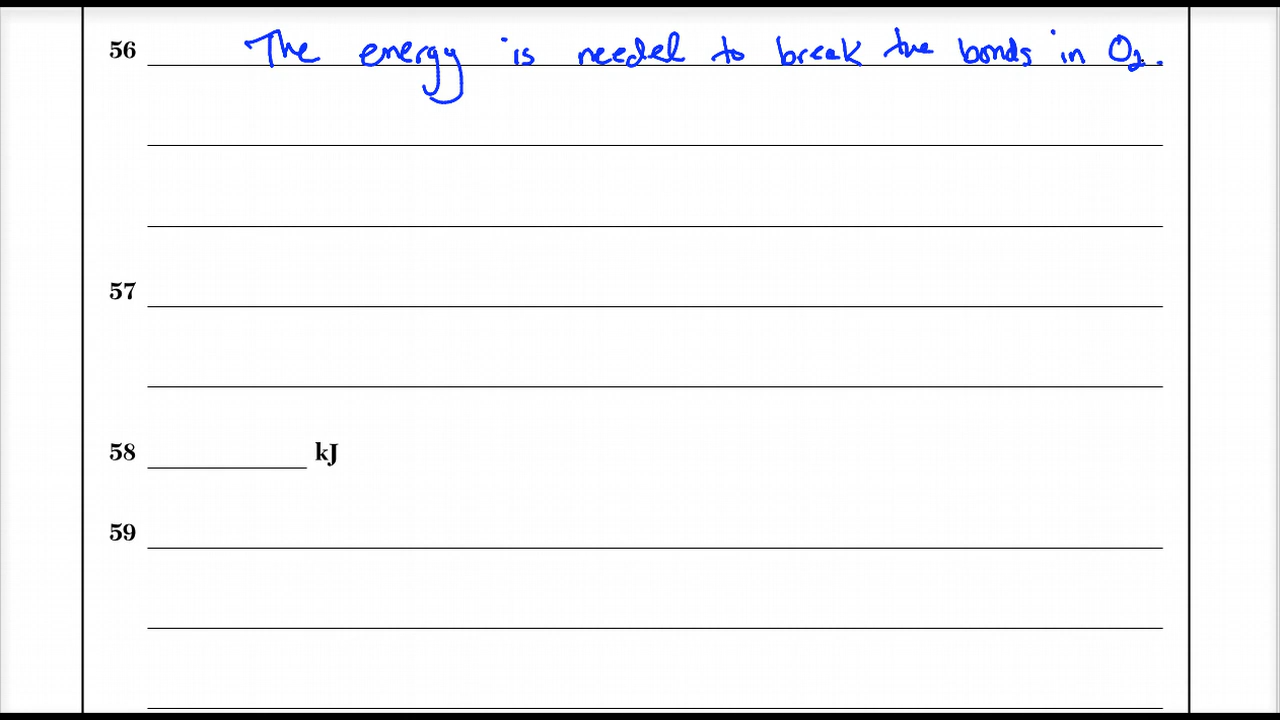 56 The energy is needed to break the bonds in O₂.
57
58 kJ
59